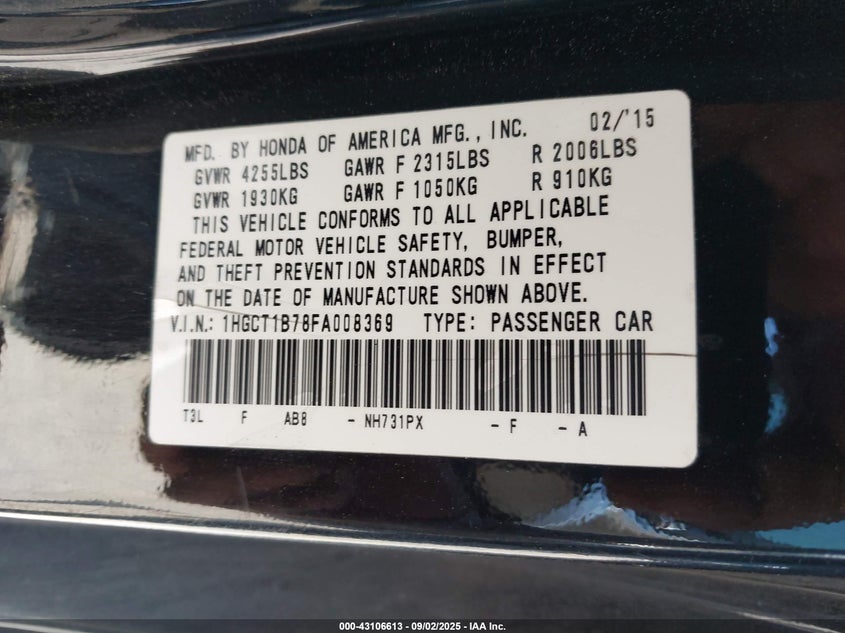 MFD. BY HONDA OF AMERICA MFG., INC. 02/'15
GVWR 4255LBS GAWR F 2315LBS R 2006LBS
GVWR 1930KG GAWR F 1050KG R 910KG
THIS VEHICLE CONFORMS TO ALL APPLICABLE
FEDERAL MOTOR VEHICLE SAFETY, BUMPER,
AND THEFT PREVENTION STANDARDS IN EFFECT
ON THE DATE OF MANUFACTURE SHOWN ABOVE.
V.I.N.: 1HGCT1B78FA008369 TYPE: PASSENGER CAR
T3L F AB8 - NH731PX - F - A
000-43106613 - 09/02/2025 - IAA Inc.